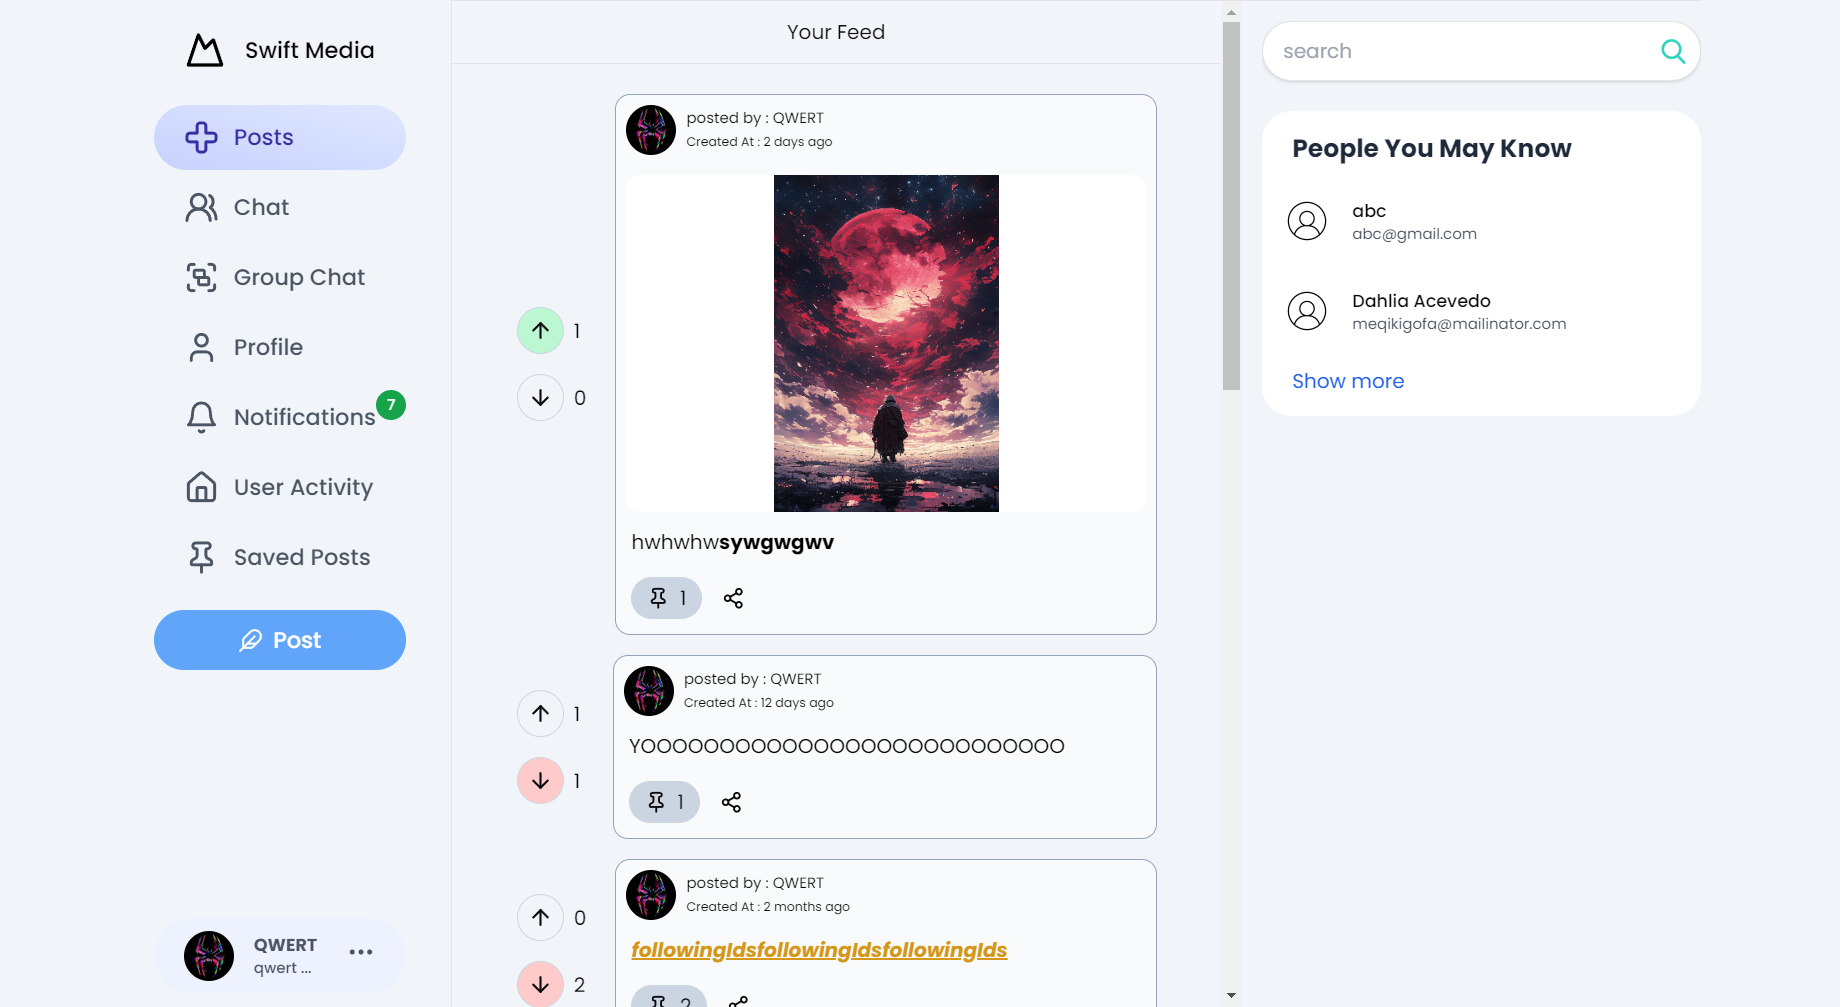 Swift Media
Posts
Chat
Group Chat
Profile
Notifications
7
User Activity
Saved Posts
Post
QWERT
qwert ...
Your Feed
posted by : QWERT
Created At : 2 days ago
1
0
hwhwhwsywgwgwv
1
posted by : QWERT
Created At : 12 days ago
1
1
YOOOOOOOOOOOOOOOOOOOOOOOOOOO
1
posted by : QWERT
Created At : 2 months ago
0
2
followingIdsfollowingIdsfollowingIds
2
search
People You May Know
abc
abc@gmail.com
Dahlia Acevedo
meqikigofa@mailinator.com
Show more